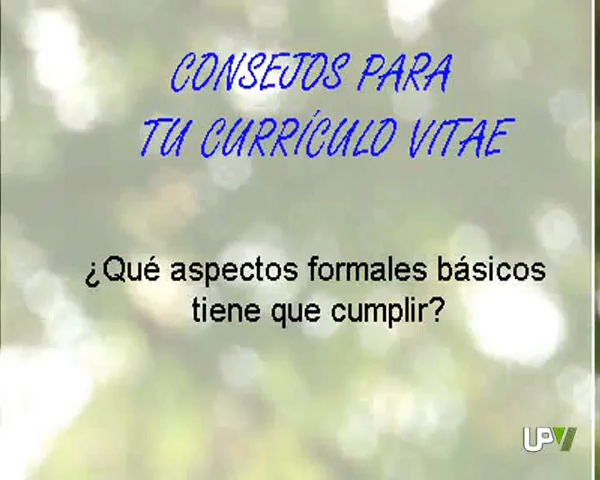 CONSEJOS PARA
TU CURRÍCULO VITAE
¿Qué aspectos formales básicos
tiene que cumplir?
UPV